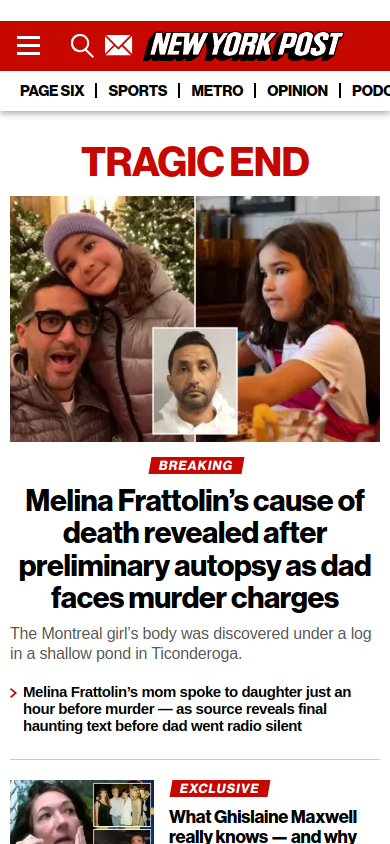 NEW YORK POST
PAGE SIX | SPORTS | METRO | OPINION | PODC
TRAGIC END
BREAKING
Melina Frattolin’s cause of
death revealed after
preliminary autopsy as dad
faces murder charges
The Montreal girl’s body was discovered under a log
in a shallow pond in Ticonderoga.
Melina Frattolin’s mom spoke to daughter just an
hour before murder — as source reveals final
haunting text before dad went radio silent
EXCLUSIVE
What Ghislaine Maxwell
really knows — and why